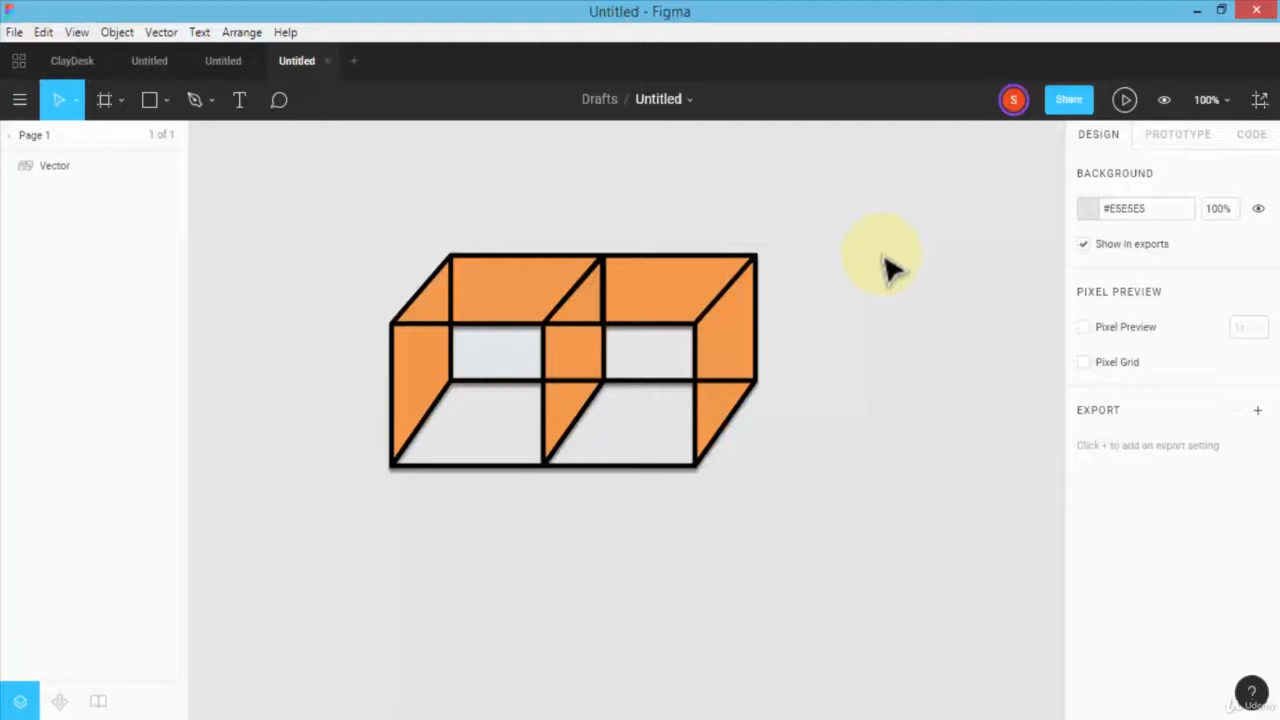 Untitled - Figma
File Edit View Object Vector Text Arrange Help
ClayDesk Untitled Untitled Untitled
T Drafts / Untitled S Share 100%
Page 1 1 of 1 DESIGN PROTOTYPE CODE
Vector
BACKGROUND
#E5E5E5 100%
Show in exports
PIXEL PREVIEW
Pixel Preview
Pixel Grid
EXPORT
Click + to add an export setting
?
Udemy